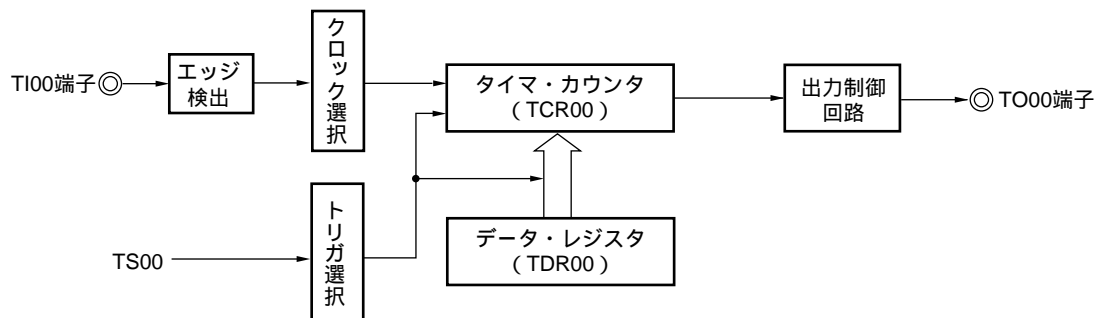 TI00端子
エッジ
検出
クロック選択
タイマ・カウンタ
（TCR00）
出力制御
回路
TO00端子
TS00
トリガ選択
データ・レジスタ
（TDR00）